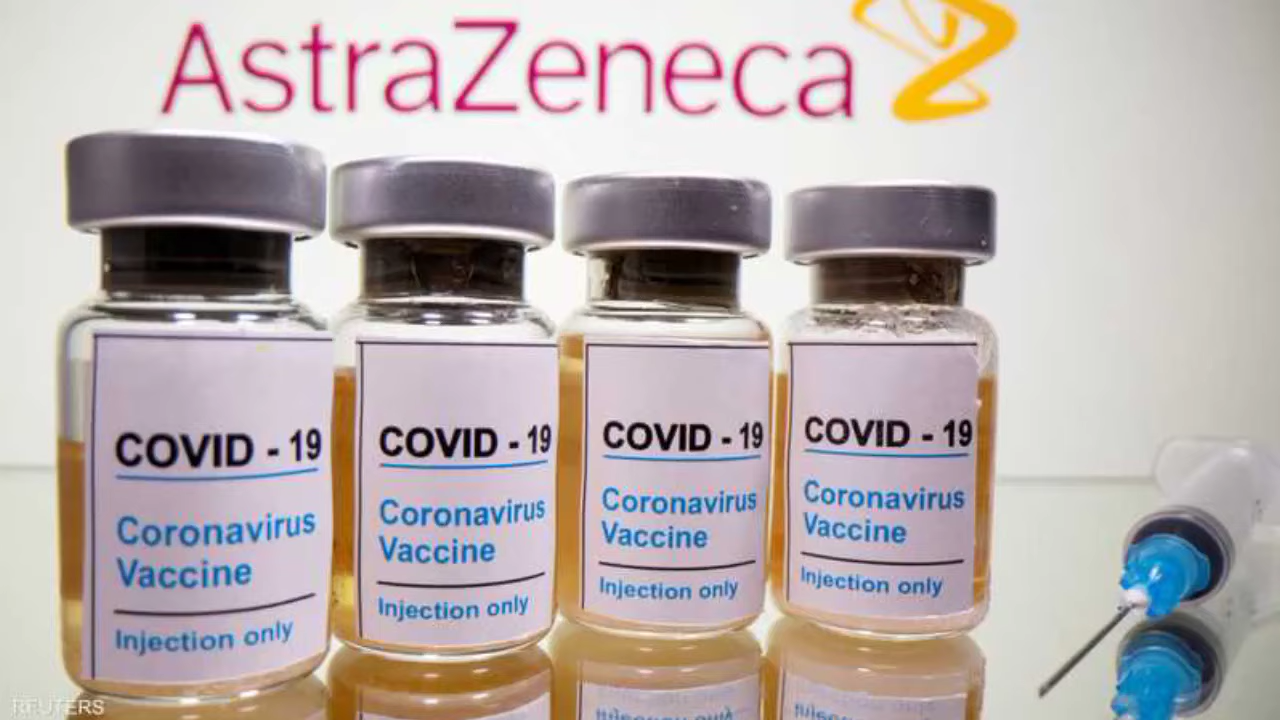 AstraZeneca
COVID - 19
Coronavirus
Vaccine
Injection only
COVID - 19
Coronavirus
Vaccine
Injection only
COVID - 19
Coronavirus
Vaccine
Injection only
COVID - 19
Coronavirus
Vaccine
Injection only
REUTERS